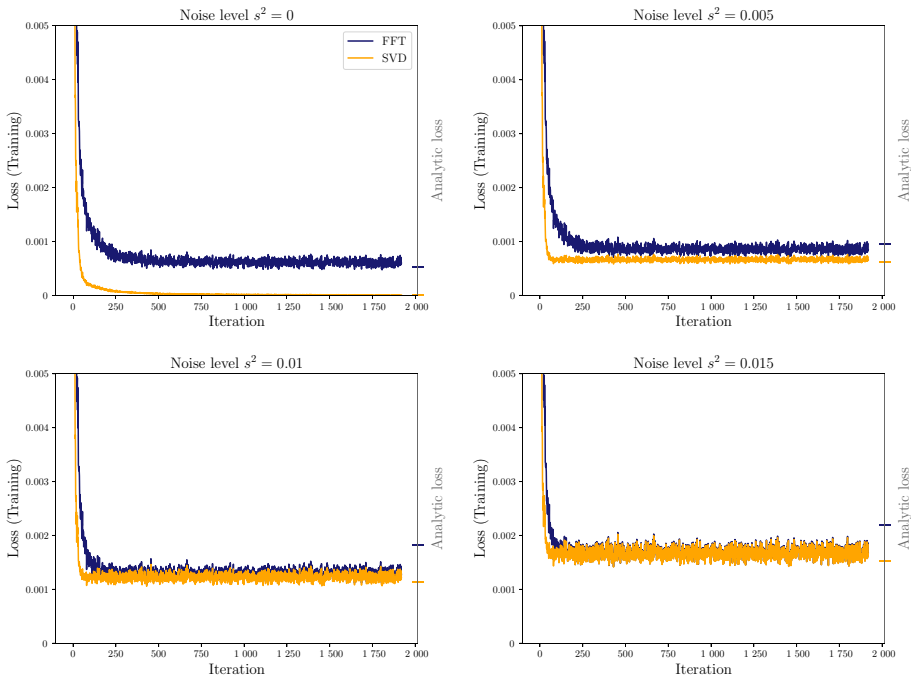 Noise level s² = 0
0.005
0.004
0.003
0.002
0.001
0
Loss (Training)
FFT
SVD
Analytic loss
0 250 500 750 1 000 1 250 1 500 1 750 2 000
Iteration
Noise level s² = 0.005
0.005
0.004
0.003
0.002
0.001
0
Loss (Training)
Analytic loss
0 250 500 750 1 000 1 250 1 500 1 750 2 000
Iteration
Noise level s² = 0.01
0.005
0.004
0.003
0.002
0.001
0
Loss (Training)
Analytic loss
0 250 500 750 1 000 1 250 1 500 1 750 2 000
Iteration
Noise level s² = 0.015
0.005
0.004
0.003
0.002
0.001
0
Loss (Training)
Analytic loss
0 250 500 750 1 000 1 250 1 500 1 750 2 000
Iteration